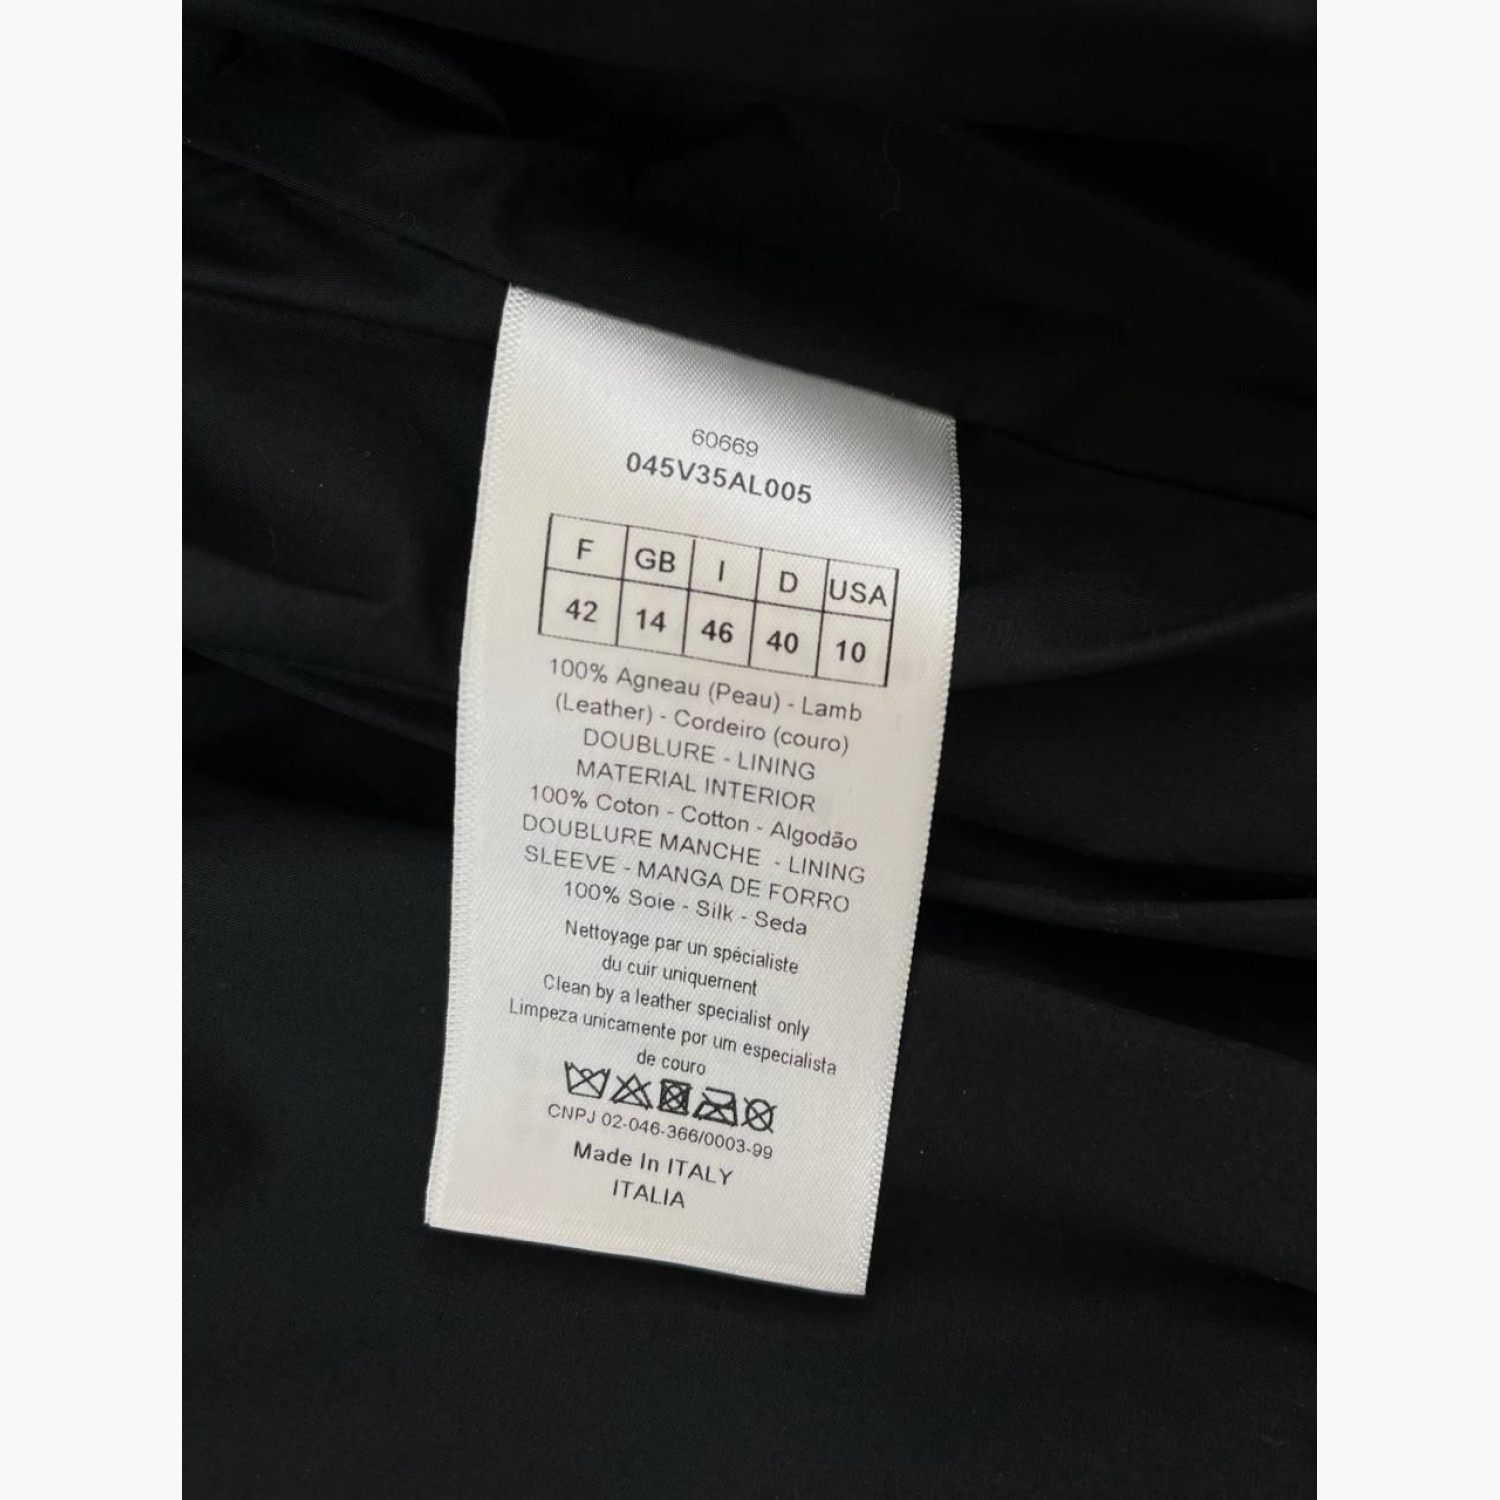 60669
045V35AL005
F GB I D USA
42 14 46 40 10
100% Agneau (Peau) - Lamb
(Leather) - Cordeiro (couro)
DOUBLURE - LINING
MATERIAL INTERIOR
100% Coton - Cotton - Algodão
DOUBLURE MANCHE - LINING
SLEEVE - MANGA DE FORRO
100% Soie - Silk - Seda
Nettoyage par un spécialiste
du cuir uniquement
Clean by a leather specialist only
Limpeza unicamente por um especialista
de couro
CNPJ 02-046-366/0003-99
Made In ITALY
ITALIA